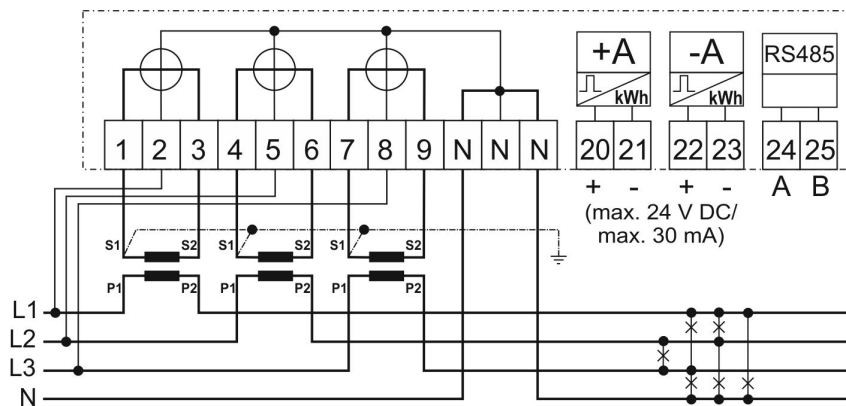 +A
kWh
-A
kWh
RS485
1 2 3 4 5 6 7 8 9 N N N
20 21 22 23 24 25
+ - + - A B
(max. 24 V DC/
max. 30 mA)
S1 S2 S1 S2 S1 S2
P1 P2 P1 P2 P1 P2
L1
L2
L3
N